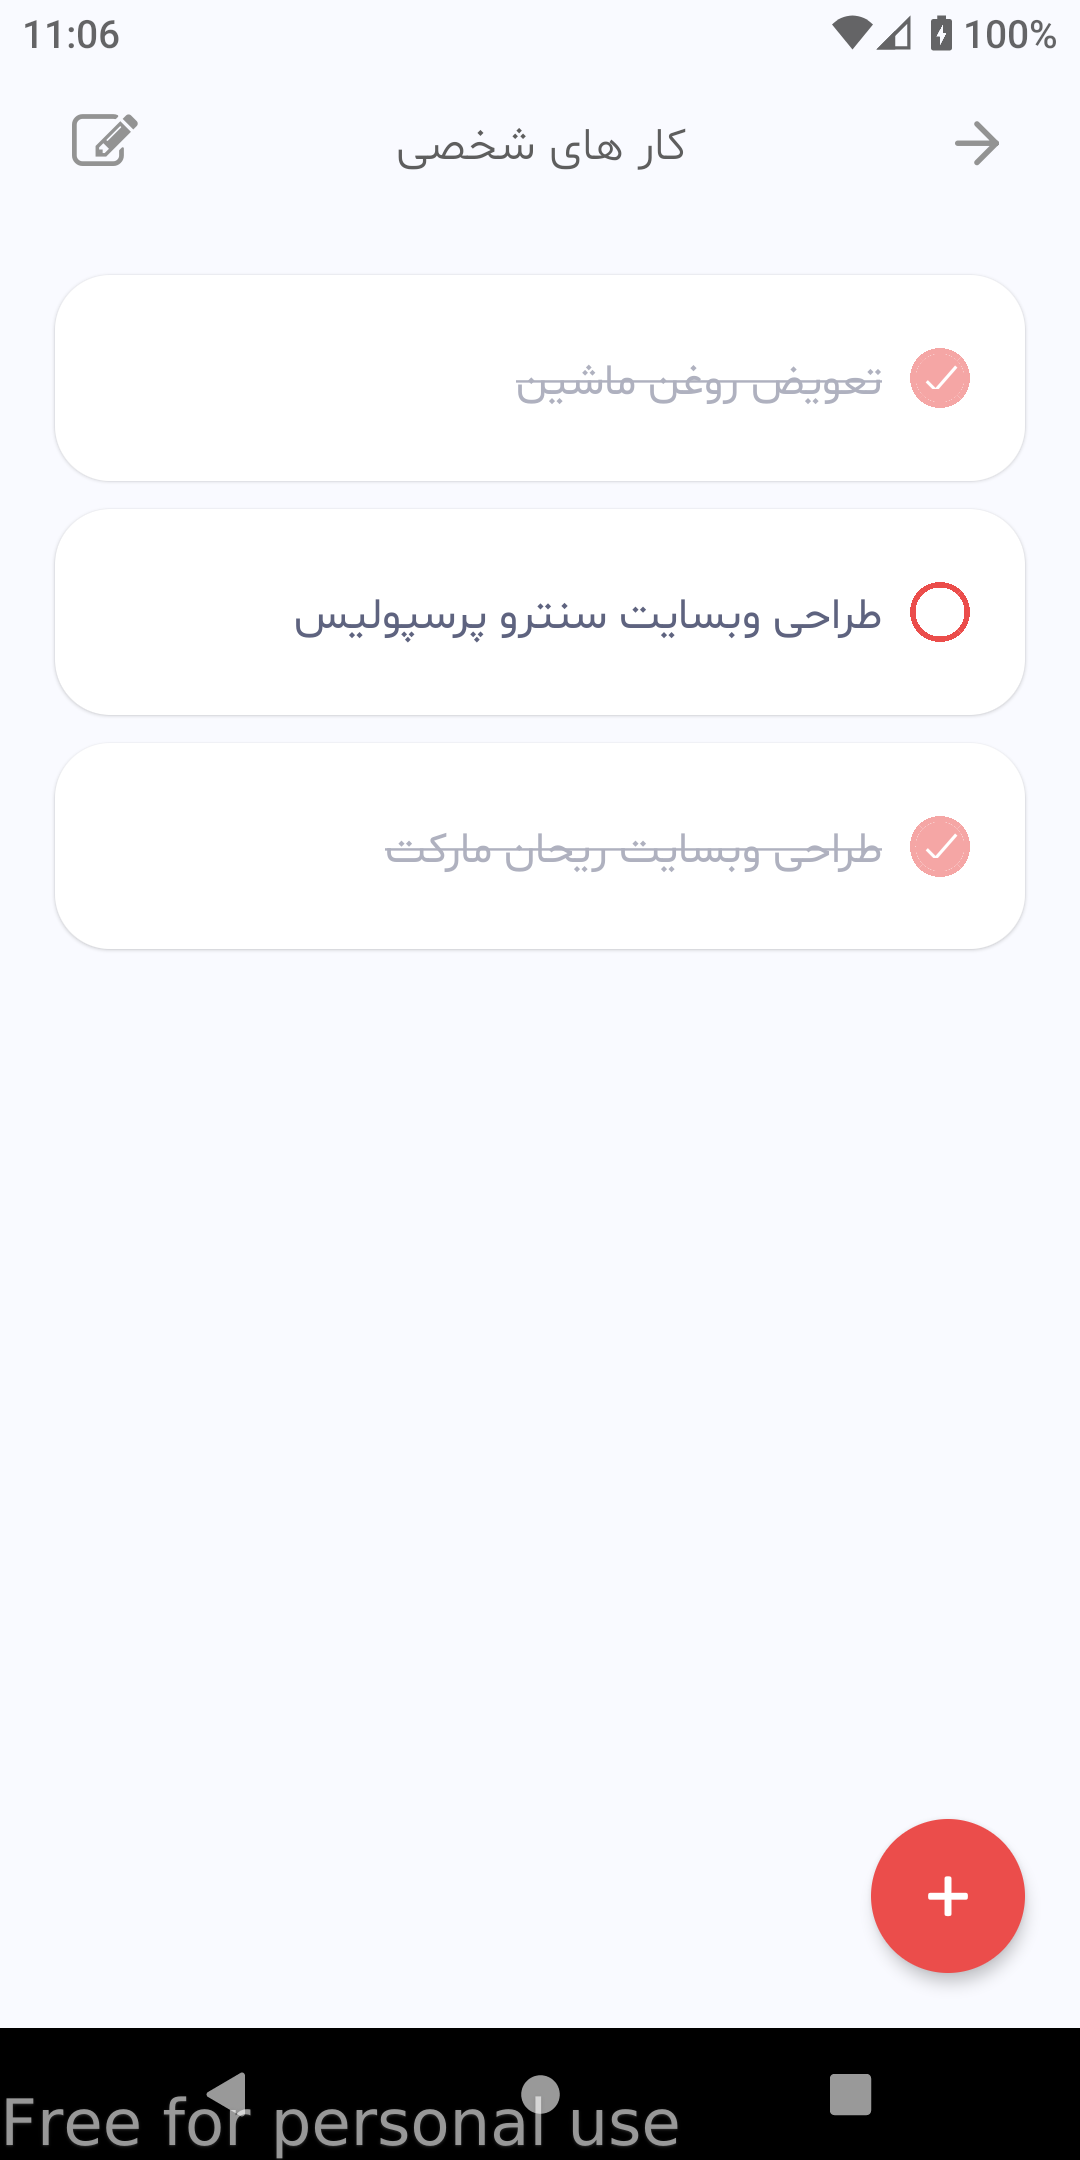 11:06 100%
کار های شخصی
تعویض روغن ماشین
طراحی وبسایت سنترو پرسپولیس
طراحی وبسایت ریحان مارکت
Free for personal use